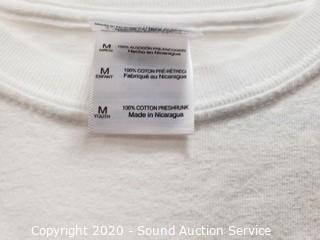 M 100% ALGODÓN PRE-ENCOGIDO
Hecho en Nicaragua
M 100% COTON PRÉ-RÉTRÉCI
ENFANT Fabriqué au Nicaragua
M 100% COTTON PRESHRUNK
YOUTH Made in Nicaragua
Copyright 2020 - Sound Auction Service